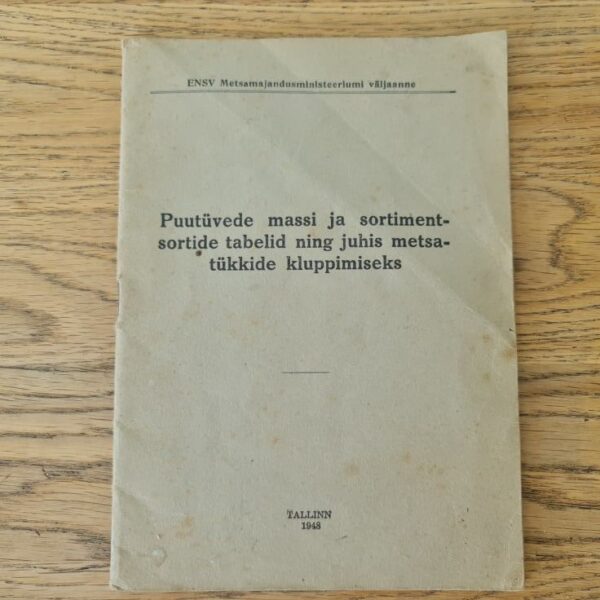 ENSV Metsamajandusministeeriumi väljaanne
Puutüvede massi ja sortiment-
sortide tabelid ning juhis metsa-
tükkide kluppimiseks
TALLINN
1948